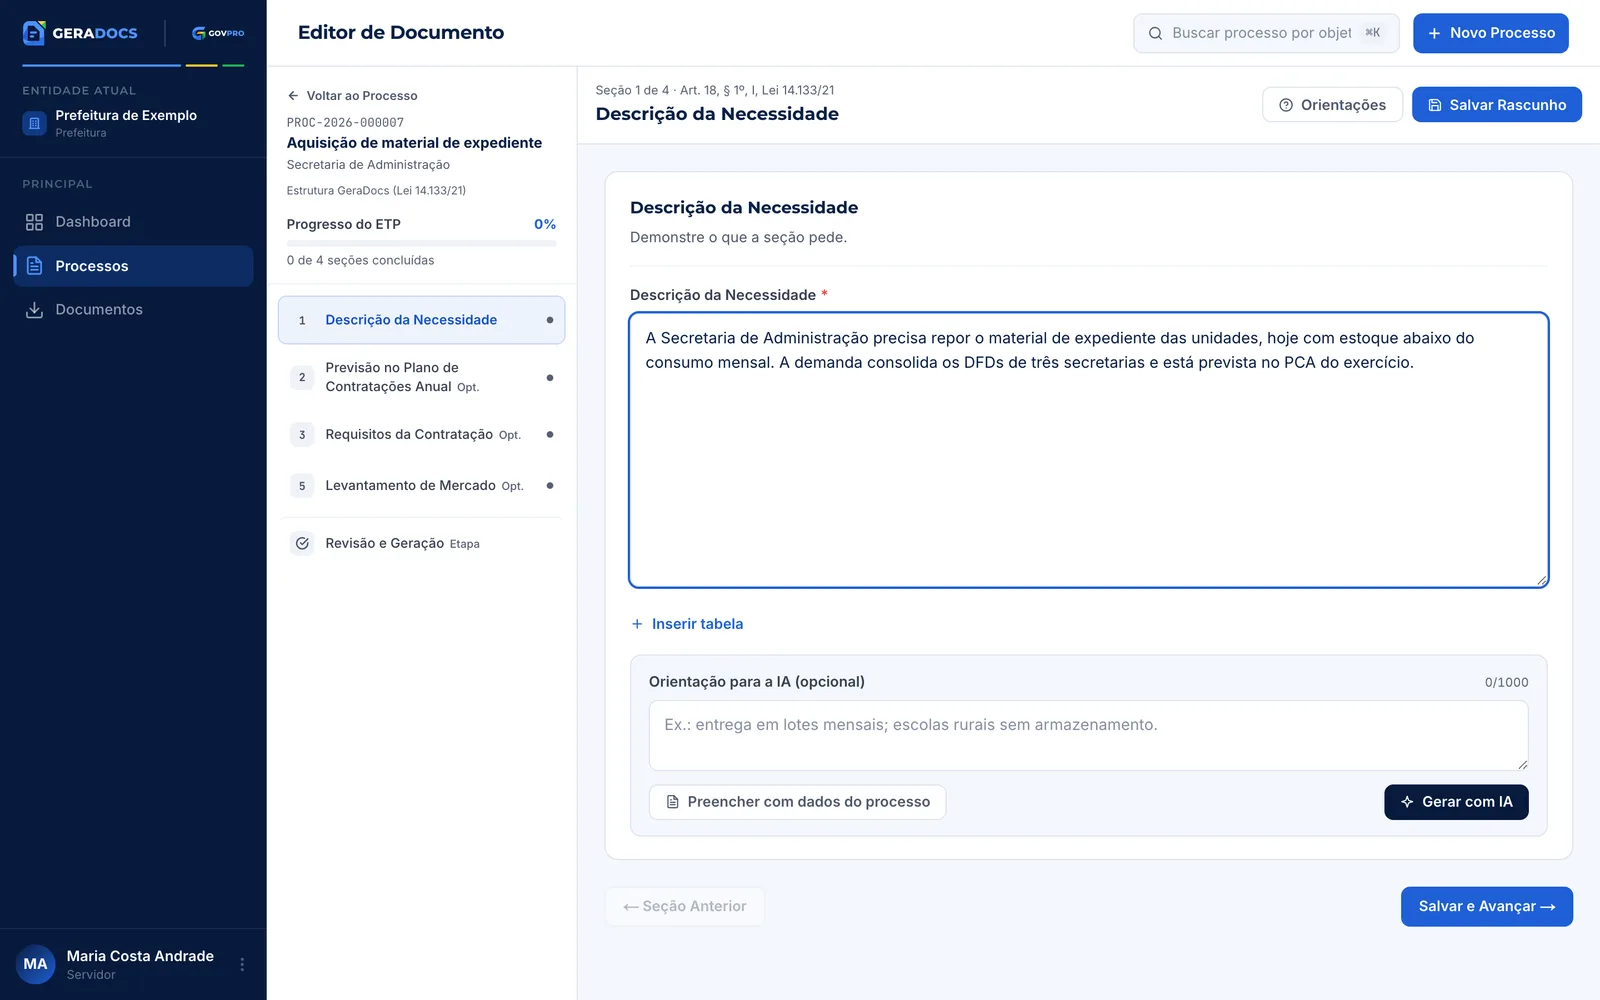 GERADOCS
GOVPRO
ENTIDADE ATUAL
Prefeitura de Exemplo
Prefeitura
PRINCIPAL
Dashboard
Processos
Documentos
MA
Maria Costa Andrade
Servidor
Editor de Documento
Buscar processo por objet
⌘K
+ Novo Processo
← Voltar ao Processo
PROC-2026-000007
Aquisição de material de expediente
Secretaria de Administração
Estrutura GeraDocs (Lei 14.133/21)
Progresso do ETP 0%
0 de 4 seções concluídas
1 Descrição da Necessidade
2 Previsão no Plano de
Contratações Anual Opt.
3 Requisitos da Contratação Opt.
5 Levantamento de Mercado Opt.
Revisão e Geração Etapa
Seção 1 de 4 · Art. 18, § 1º, I, Lei 14.133/21
Descrição da Necessidade
Orientações
Salvar Rascunho
Descrição da Necessidade
Demonstre o que a seção pede.
Descrição da Necessidade *
A Secretaria de Administração precisa repor o material de expediente das unidades, hoje com estoque abaixo do
consumo mensal. A demanda consolida os DFDs de três secretarias e está prevista no PCA do exercício.
+ Inserir tabela
Orientação para a IA (opcional) 0/1000
Ex.: entrega em lotes mensais; escolas rurais sem armazenamento.
Preencher com dados do processo
Gerar com IA
← Seção Anterior
Salvar e Avançar →